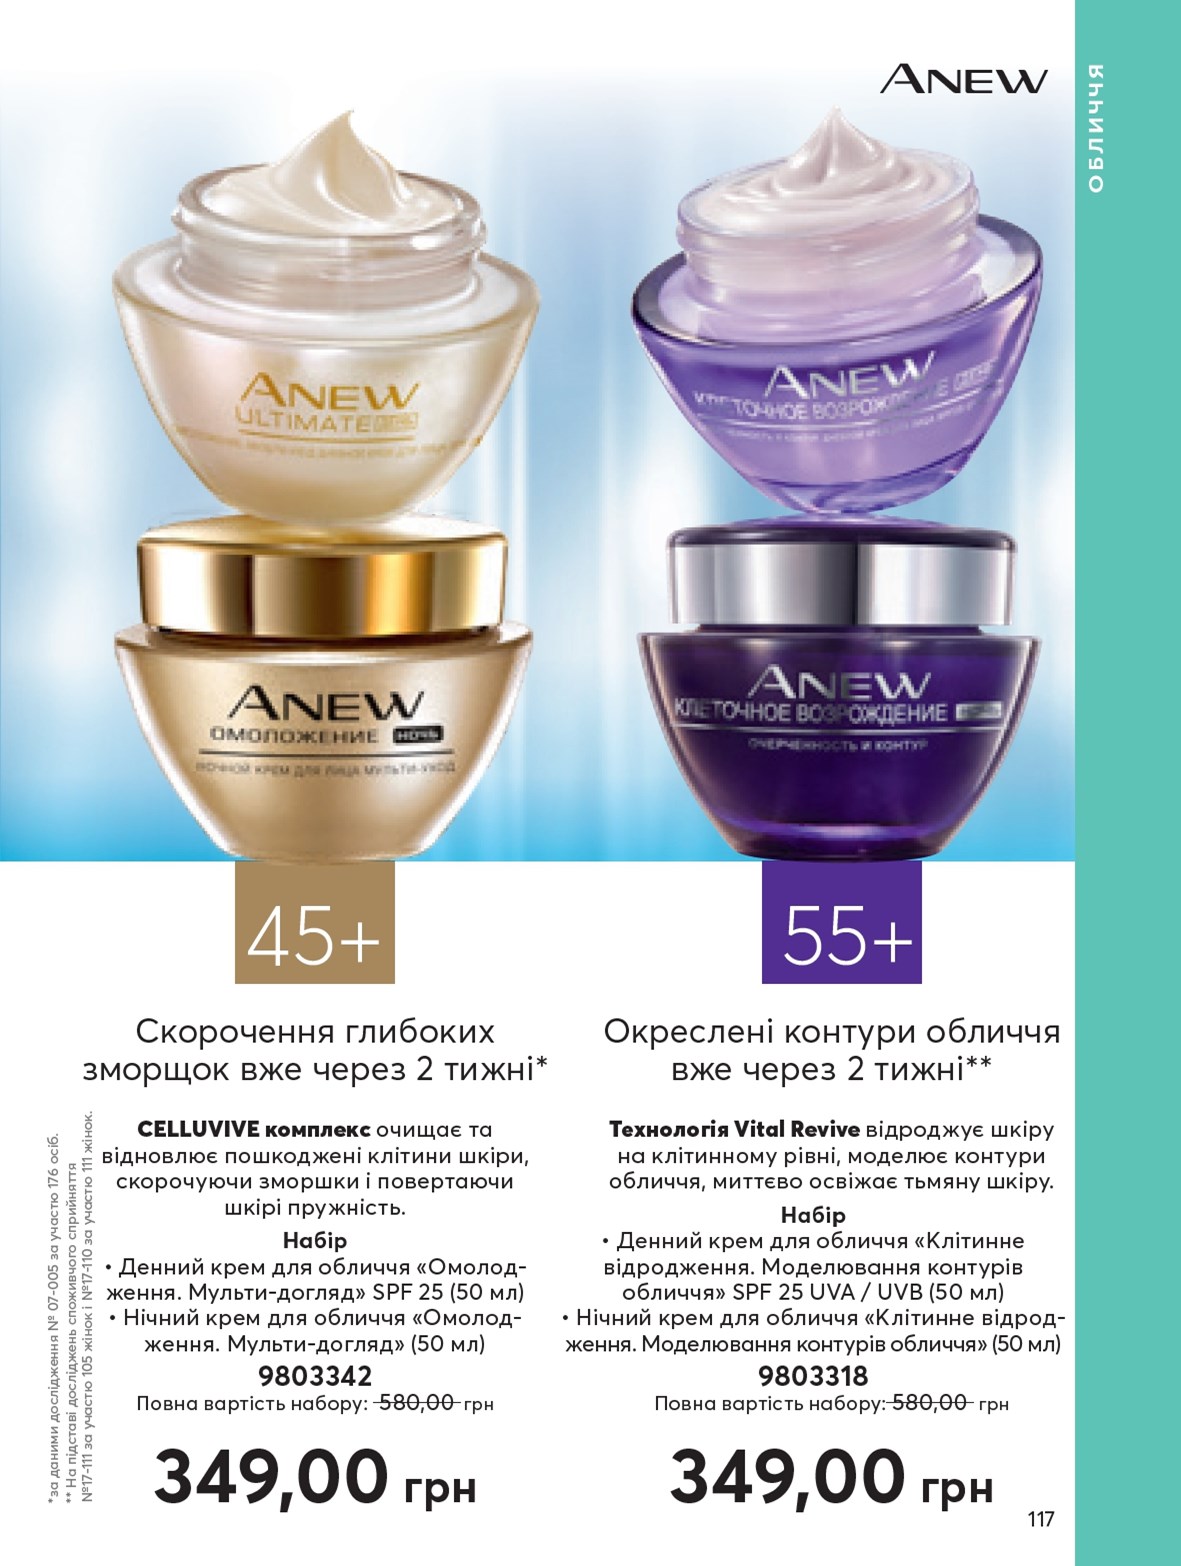 ANEW
ОБЛИЧЧЯ
ANEW
ULTIMATE
ANEW
КЛЕТОЧНОЕ ВОЗРОЖДЕНИЕ
ANEW
ОМОЛОЖЕНИЕ НОЧЬ
НОЧНОЙ КРЕМ ДЛЯ ЛИЦА МУЛЬТИ-УХОД
ANEW
КЛЕТОЧНОЕ ВОЗРОЖДЕНИЕ
ОЧЕРЧЕННОСТЬ И КОНТУР
45+
Скорочення глибоких
зморщок вже через 2 тижні*
CELLUVIVE комплекс очищає та
відновлює пошкоджені клітини шкіри,
скорочуючи зморшки і повертаючи
шкірі пружність.
Набір
• Денний крем для обличчя «Омолод-
ження. Мульти-догляд» SPF 25 (50 мл)
• Нічний крем для обличчя «Омолод-
ження. Мульти-догляд» (50 мл)
9803342
Повна вартість набору: 580,00 грн
349,00 грн
55+
Окреслені контури обличчя
вже через 2 тижні**
Технологія Vital Revive відроджує шкіру
на клітинному рівні, моделює контури
обличчя, миттєво освіжає тьмяну шкіру.
Набір
• Денний крем для обличчя «Клітинне
відродження. Моделювання контурів
обличчя» SPF 25 UVA / UVB (50 мл)
• Нічний крем для обличчя «Клітинне відрод-
ження. Моделювання контурів обличчя» (50 мл)
9803318
Повна вартість набору: 580,00 грн
349,00 грн
*за даними дослідження № 07-005 за участю 176 осіб.
** На підставі досліджень споживчого сприйняття
№17-111 за участю 105 жінок і №17-110 за участю 111 жінок.
117